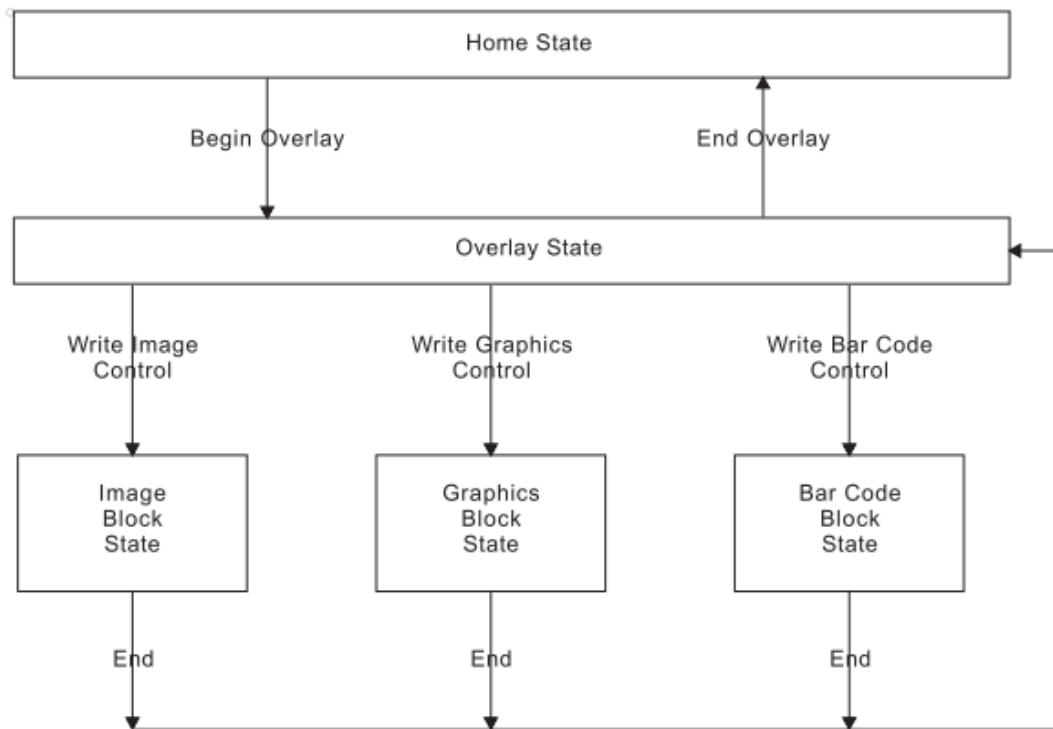 Home State
Begin Overlay
End Overlay
Overlay State
Write Image
Control
Write Graphics
Control
Write Bar Code
Control
Image
Block
State
Graphics
Block
State
Bar Code
Block
State
End
End
End